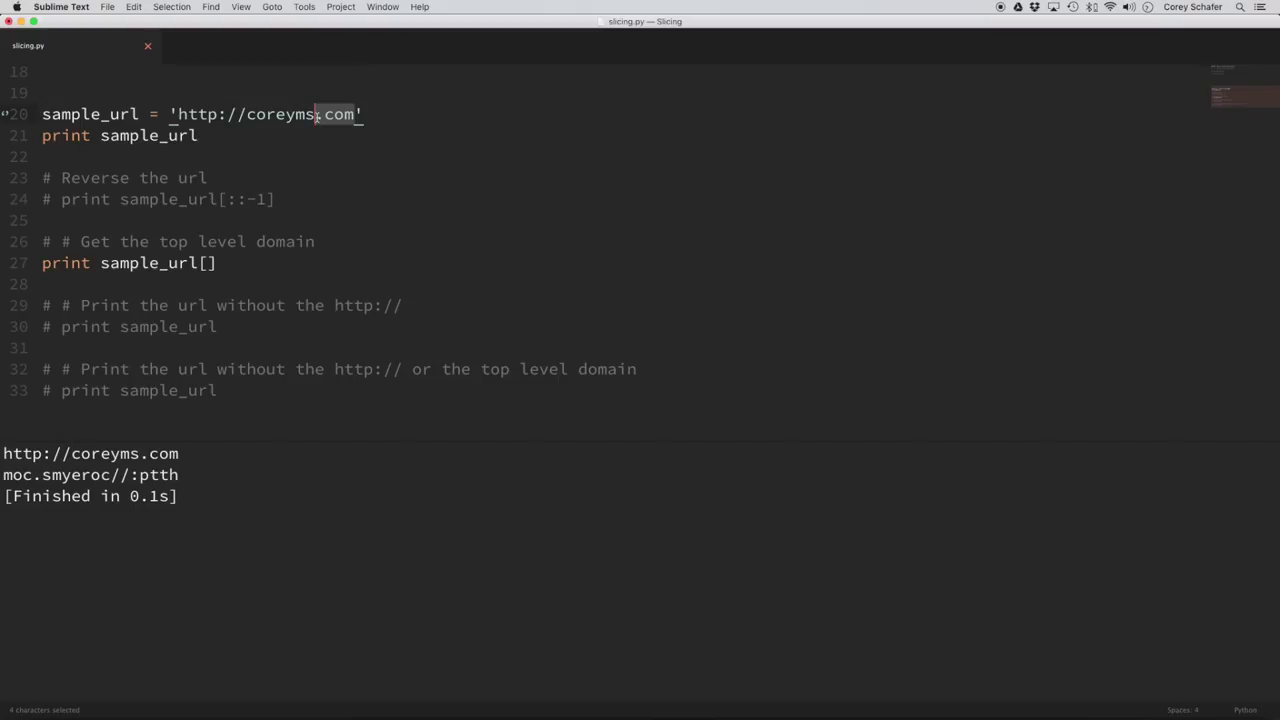 Sublime Text File Edit Selection Find View Goto Tools Project Window Help Corey Schafer
slicing.py — Slicing
slicing.py
18
19
20 sample_url = 'http://coreyms.com'
21 print sample_url
22
23 # Reverse the url
24 # print sample_url[::-1]
25
26 # # Get the top level domain
27 print sample_url[]
28
29 # # Print the url without the http://
30 # print sample_url
31
32 # # Print the url without the http:// or the top level domain
33 # print sample_url
http://coreyms.com
moc.smyeroc//:ptth
[Finished in 0.1s]
4 characters selected Spaces: 4 Python